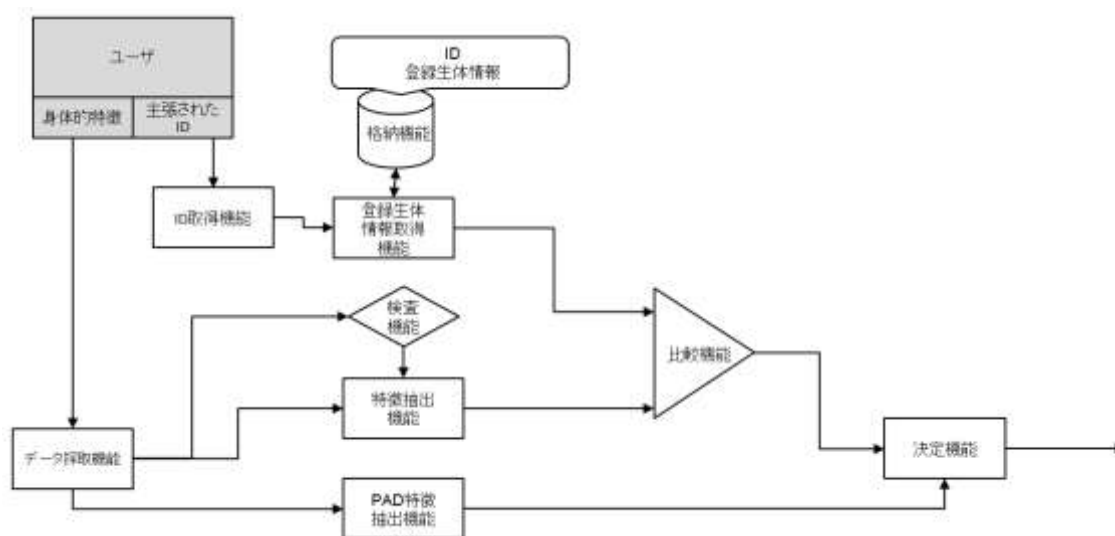 ユーザ
身体的特徴
主張された
ID
ID
登録生体情報
格納機能
ID取得機能
登録生体
情報取得
機能
検査
機能
比較機能
特徴抽出
機能
データ採取機能
決定機能
PAD特徴
抽出機能